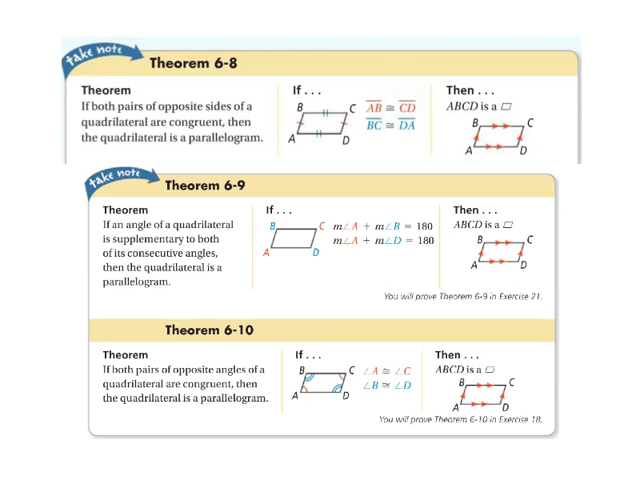 take note
Theorem 6-8
Theorem
If both pairs of opposite sides of a
quadrilateral are congruent, then
the quadrilateral is a parallelogram.
If . . .
B C
A D
AB ≅ CD
BC ≅ DA
Then . . .
ABCD is a ▱
B C
A D
take note
Theorem 6-9
Theorem
If an angle of a quadrilateral
is supplementary to both
of its consecutive angles,
then the quadrilateral is a
parallelogram.
If . . .
B C
A D
m∠A + m∠B = 180
m∠A + m∠D = 180
Then . . .
ABCD is a ▱
B C
A D
You will prove Theorem 6-9 in Exercise 21.
Theorem 6-10
Theorem
If both pairs of opposite angles of a
quadrilateral are congruent, then
the quadrilateral is a parallelogram.
If . . .
B C
A D
∠A ≅ ∠C
∠B ≅ ∠D
Then . . .
ABCD is a ▱
B C
A D
You will prove Theorem 6-10 in Exercise 18.